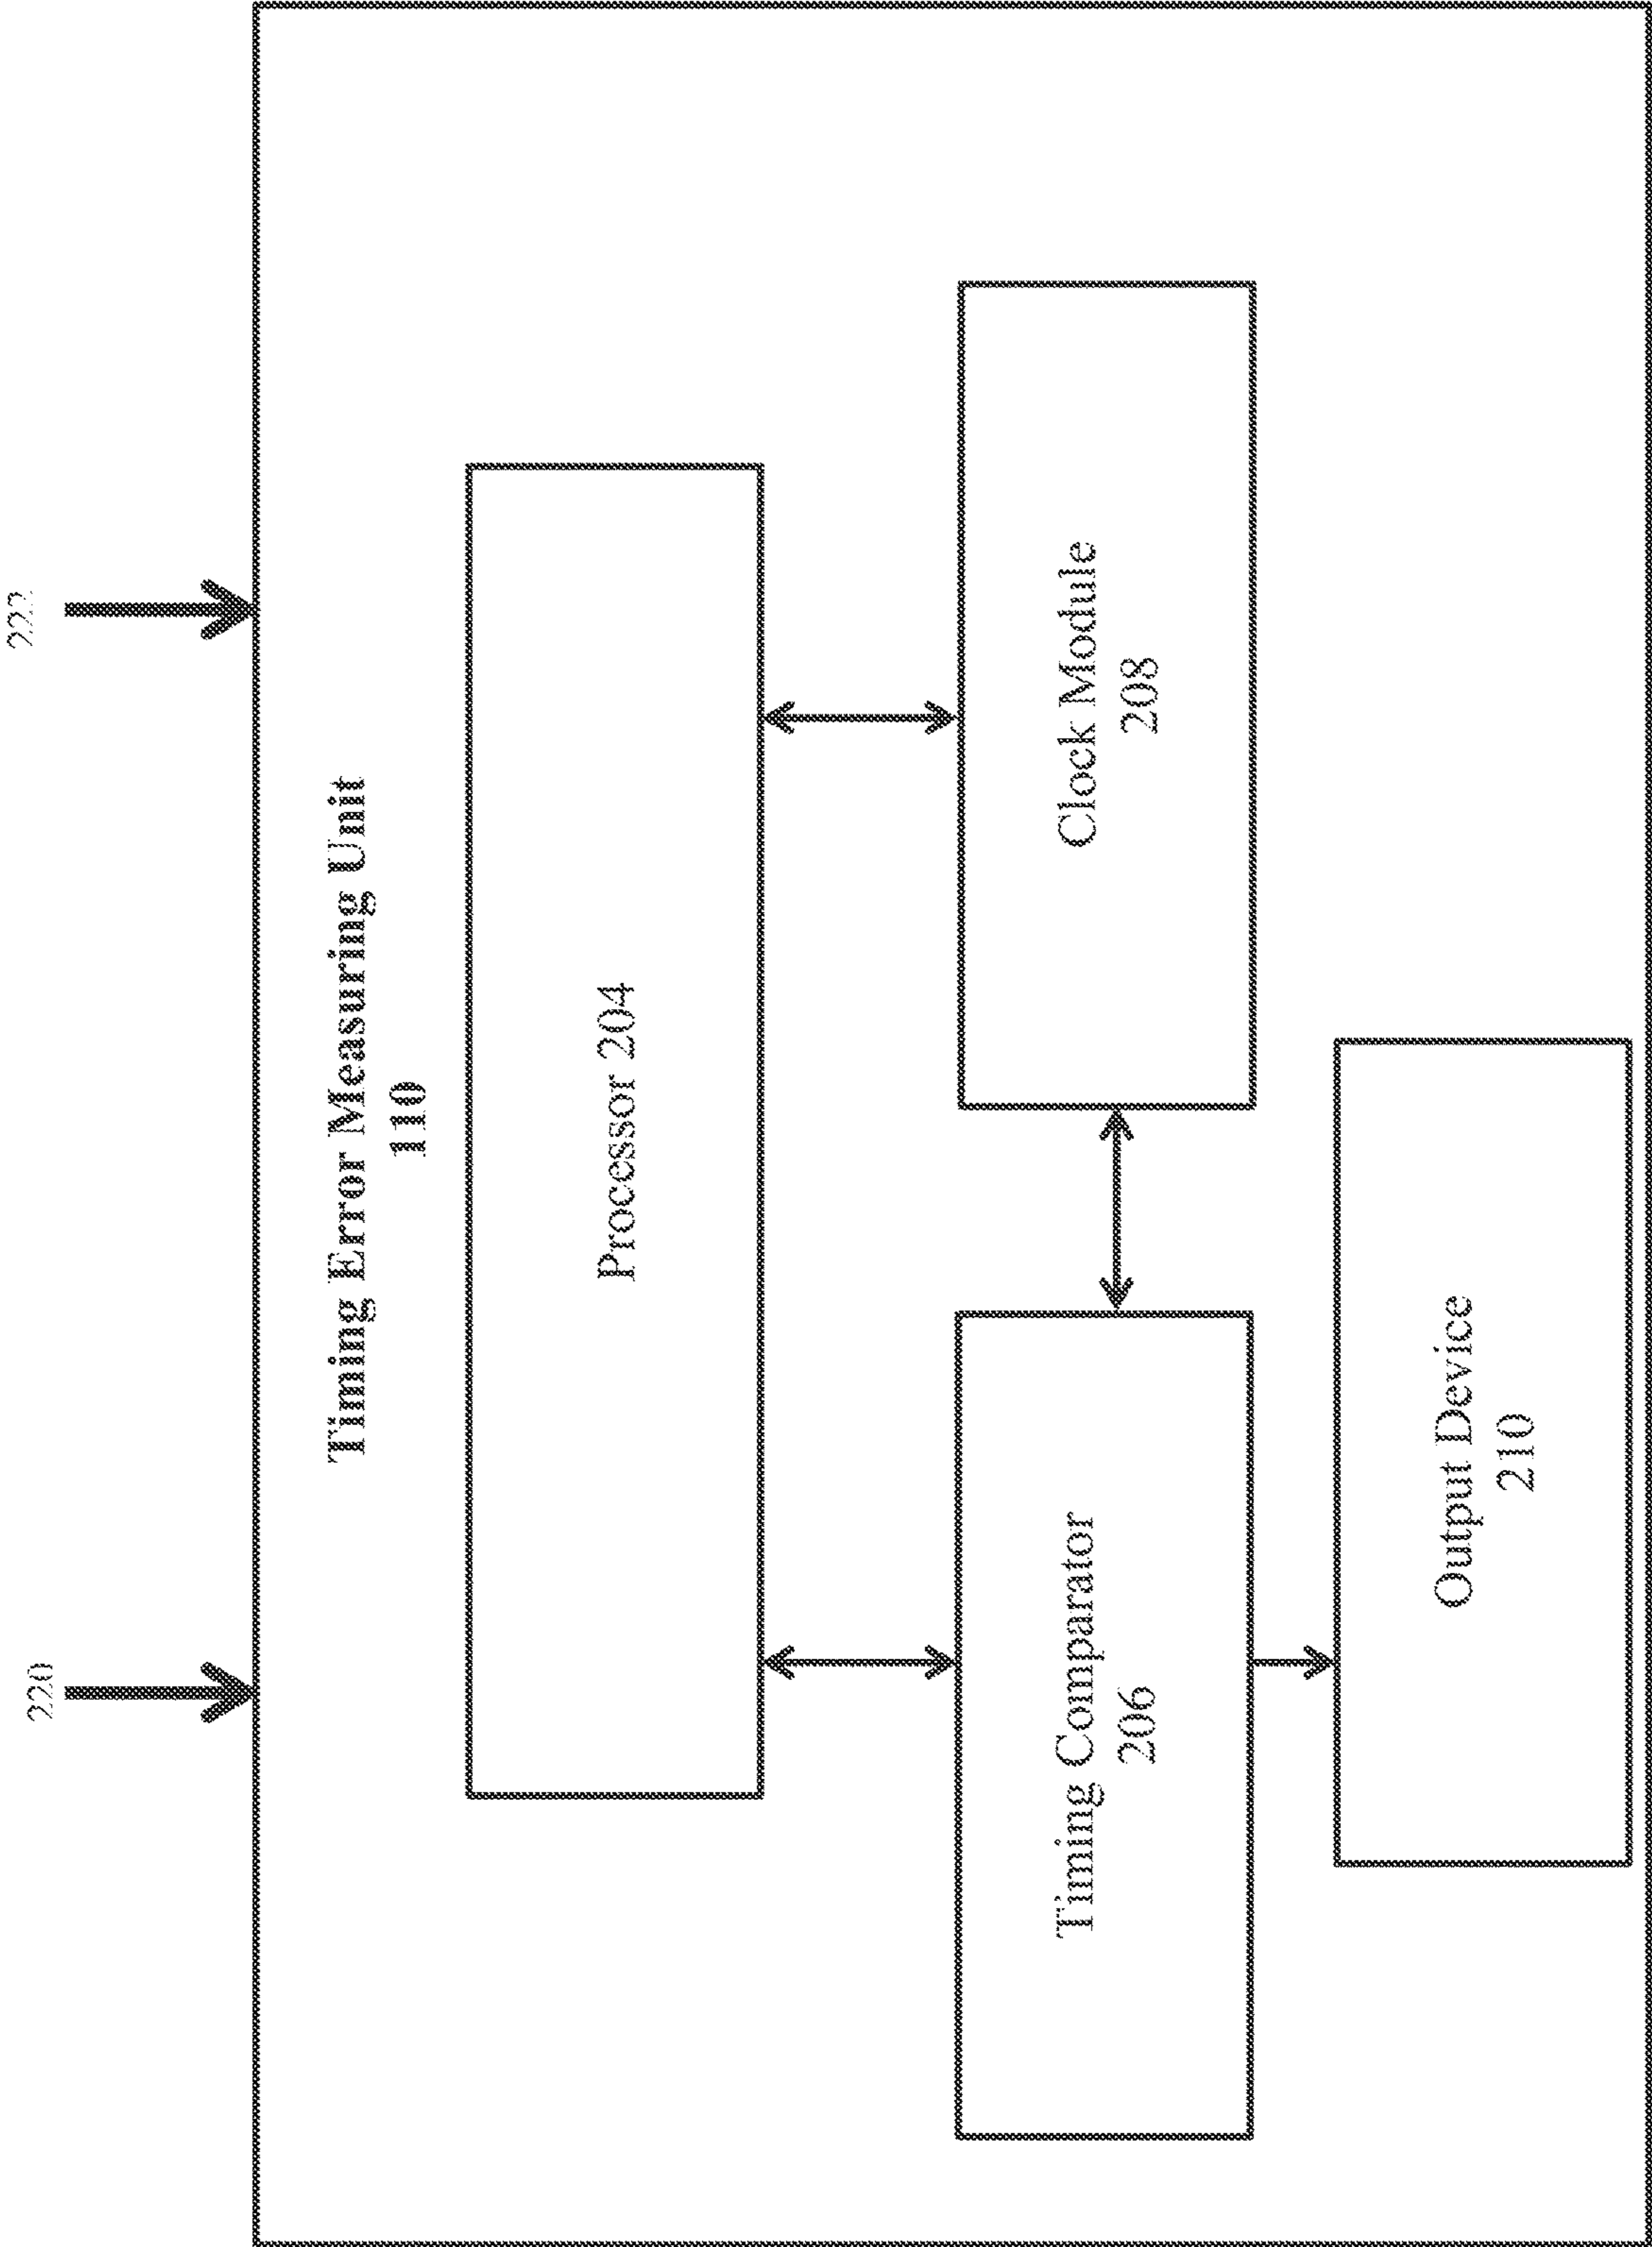 220
222
Timing Error Measuring Unit
110
Processor 204
Timing Comparator
206
Clock Module
208
Output Device
210